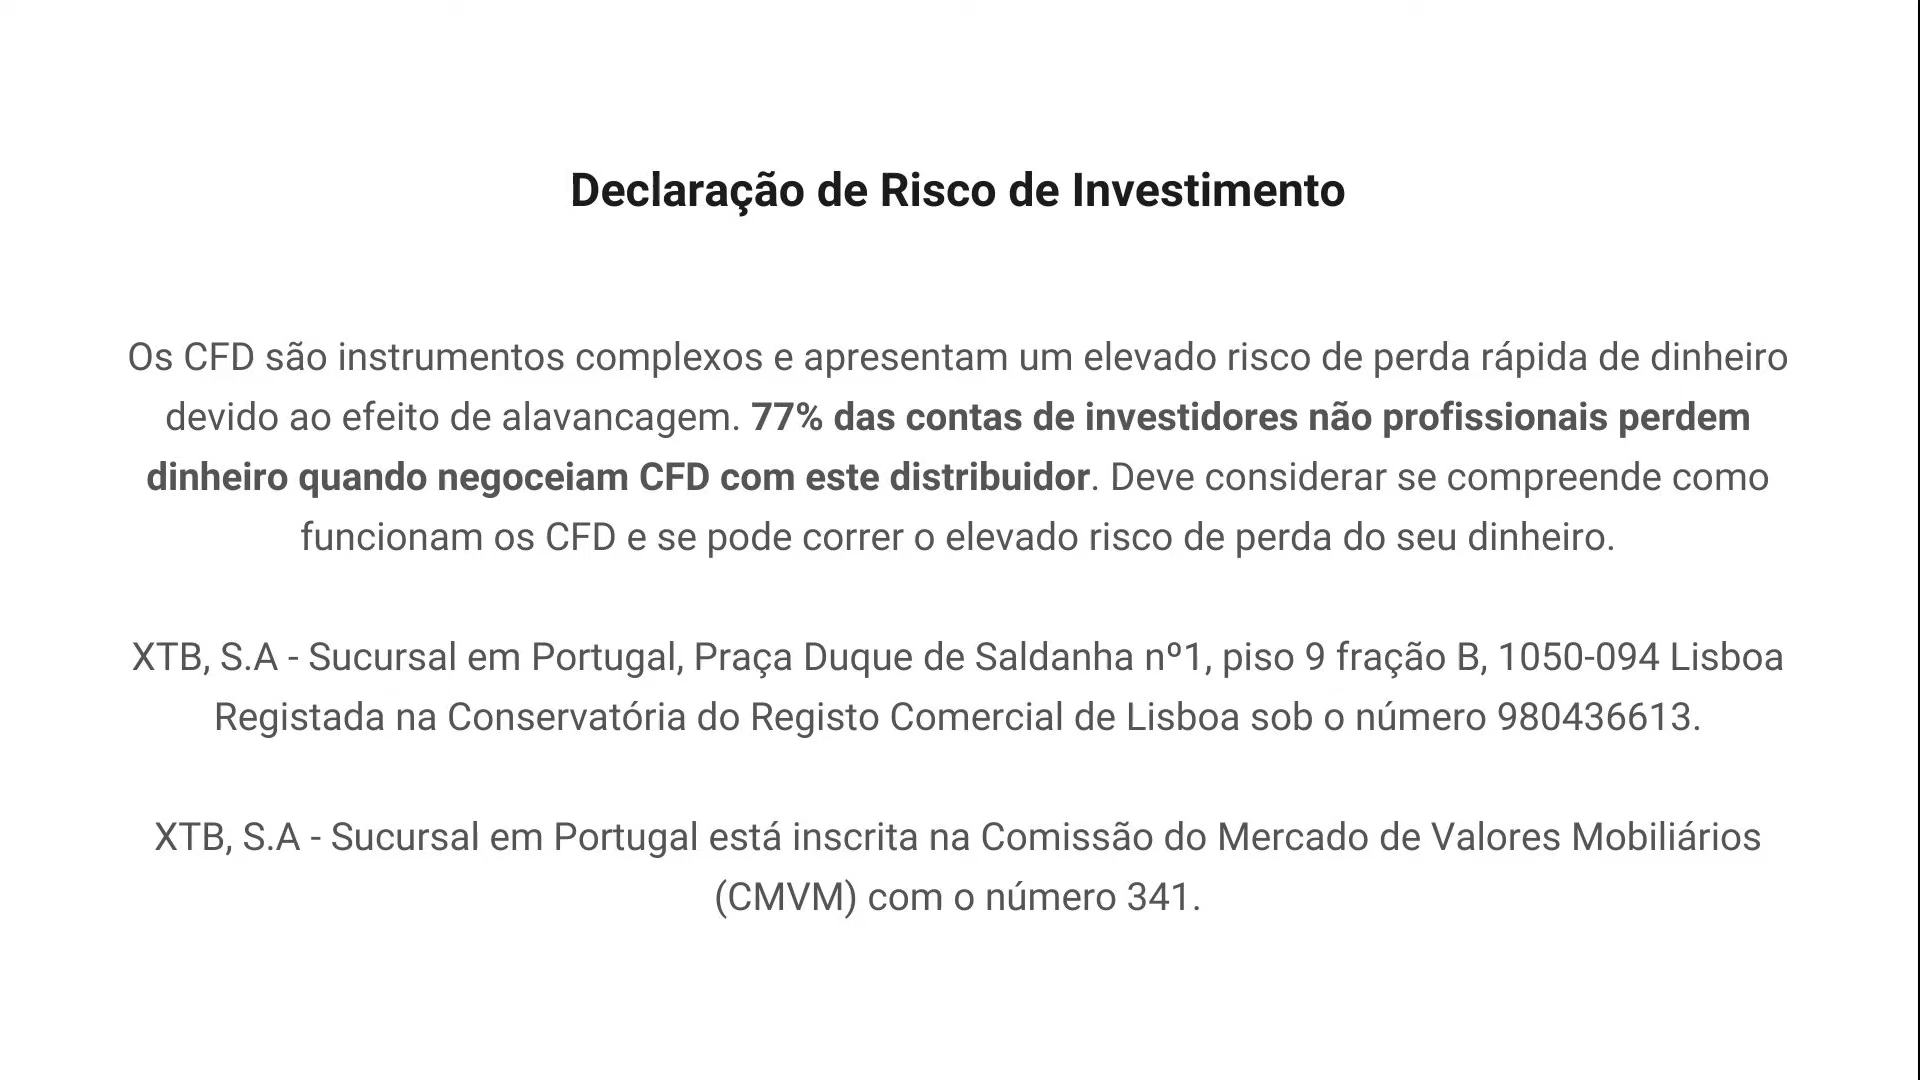 Declaração de Risco de Investimento
Os CFD são instrumentos complexos e apresentam um elevado risco de perda rápida de dinheiro
devido ao efeito de alavancagem. 77% das contas de investidores não profissionais perdem
dinheiro quando negoceiam CFD com este distribuidor. Deve considerar se compreende como
funcionam os CFD e se pode correr o elevado risco de perda do seu dinheiro.
XTB, S.A - Sucursal em Portugal, Praça Duque de Saldanha nº1, piso 9 fração B, 1050-094 Lisboa
Registada na Conservatória do Registo Comercial de Lisboa sob o número 980436613.
XTB, S.A - Sucursal em Portugal está inscrita na Comissão do Mercado de Valores Mobiliários
(CMVM) com o número 341.